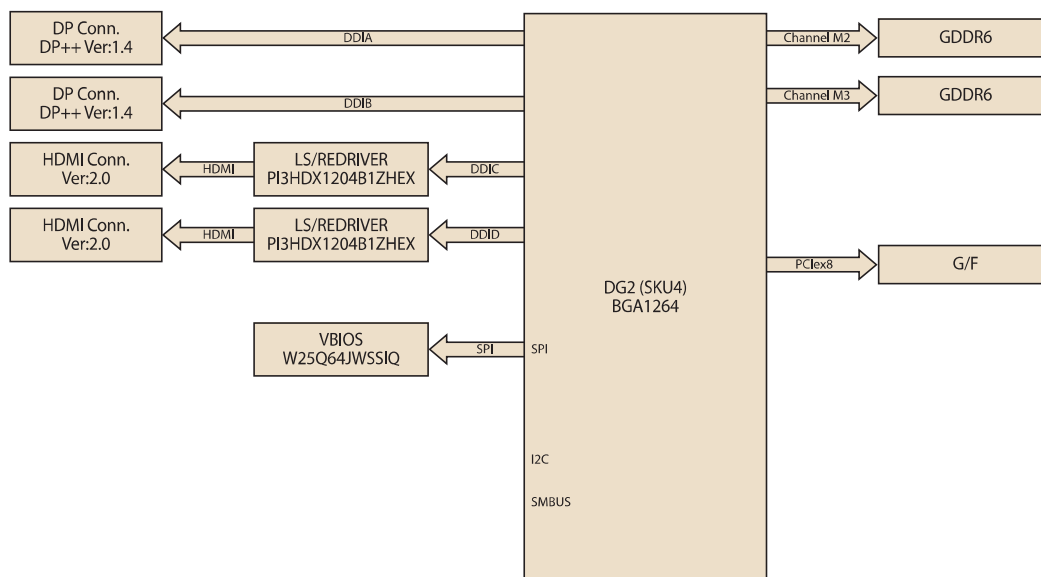 DP Conn.
DP++ Ver:1.4
DDIA
Channel M2
GDDR6
DP Conn.
DP++ Ver:1.4
DDIB
Channel M3
GDDR6
HDMI Conn.
Ver:2.0
HDMI
LS/REDRIVER
PI3HDX1204B1ZHEX
DDIC
HDMI Conn.
Ver:2.0
HDMI
LS/REDRIVER
PI3HDX1204B1ZHEX
DDID
PCIex8
G/F
DG2 (SKU4)
BGA1264
VBIOS
W25Q64JWSSIQ
SPI
SPI
I2C
SMBUS